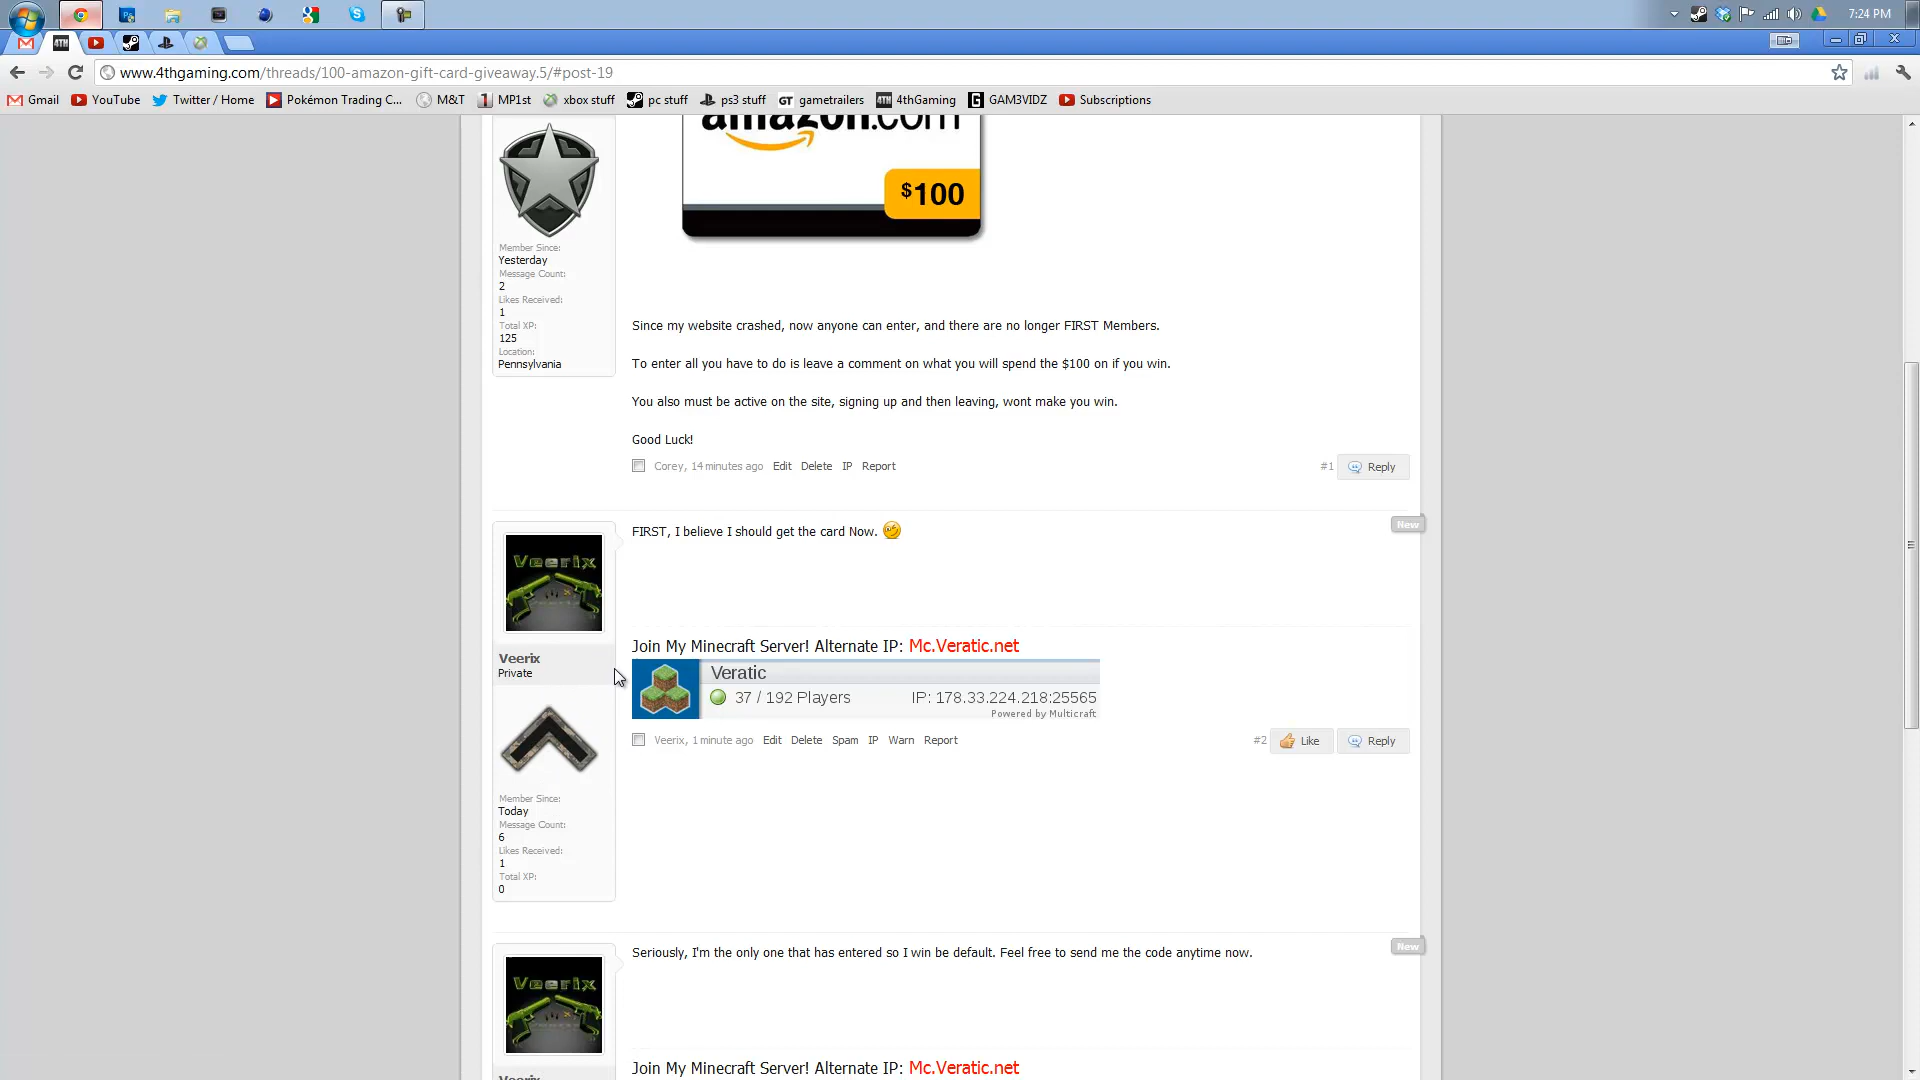 7:24 PM
4TH
www.4thgaming.com/threads/100-amazon-gift-card-giveaway.5/#post-19
Gmail YouTube Twitter / Home Pokémon Trading C... M&T MP1st xbox stuff pc stuff ps3 stuff GT gametrailers 4TH 4thGaming GAM3VIDZ Subscriptions
amazon.com
$100
Member Since:
Yesterday
Message Count:
2
Likes Received:
1
Total XP:
125
Location:
Pennsylvania
Since my website crashed, now anyone can enter, and there are no longer FIRST Members.
To enter all you have to do is leave a comment on what you will spend the $100 on if you win.
You also must be active on the site, signing up and then leaving, wont make you win.
Good Luck!
Corey, 14 minutes ago Edit Delete IP Report #1 Reply
FIRST, I believe I should get the card Now.
New
Veerix
Veerix
Private
Join My Minecraft Server! Alternate IP: Mc.Veratic.net
Veratic
37 / 192 Players IP: 178.33.224.218:25565
Powered by Multicraft
Veerix, 1 minute ago Edit Delete Spam IP Warn Report #2 Like Reply
Member Since:
Today
Message Count:
6
Likes Received:
1
Total XP:
0
Seriously, I'm the only one that has entered so I win be default. Feel free to send me the code anytime now.
New
Veerix
Join My Minecraft Server! Alternate IP: Mc.Veratic.net
Veerix